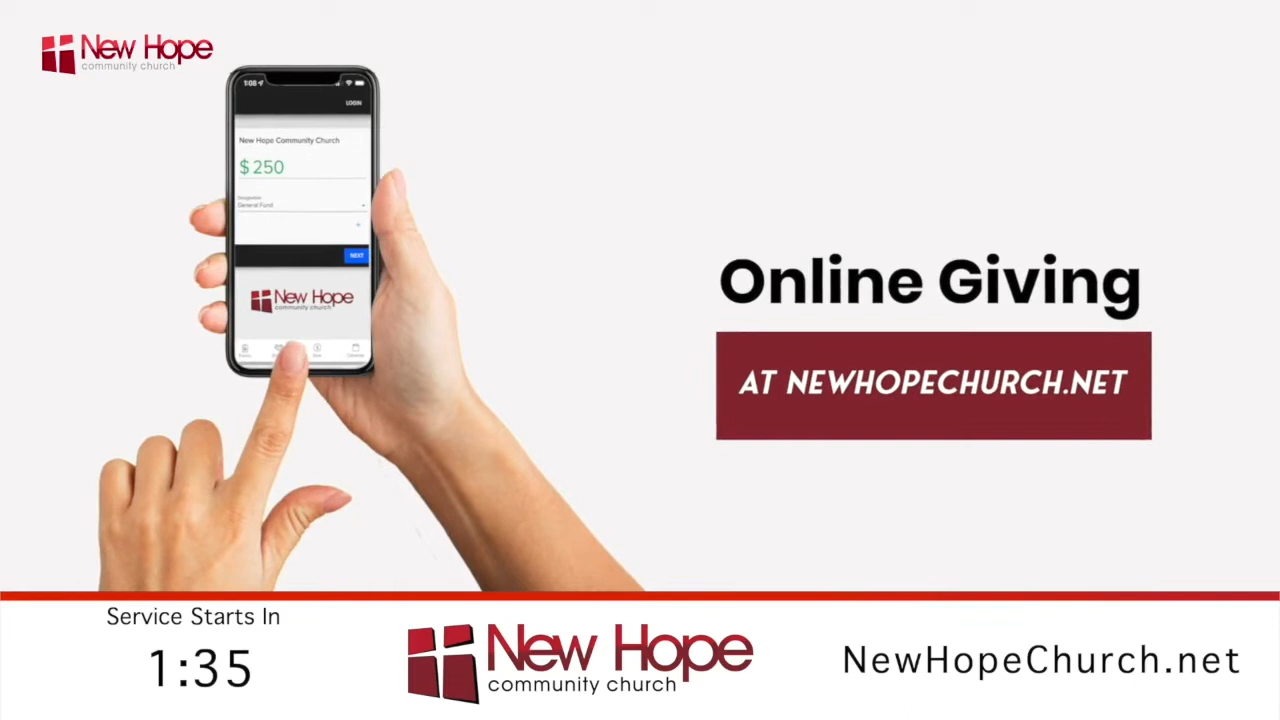 New Hope
community church
1:08
LOGIN
New Hope Community Church
$ 250
Designation
General Fund
+
NEXT
New Hope
community church
Online Giving
AT NEWHOPECHURCH.NET
Service Starts In
1:35
New Hope
community church
NewHopeChurch.net